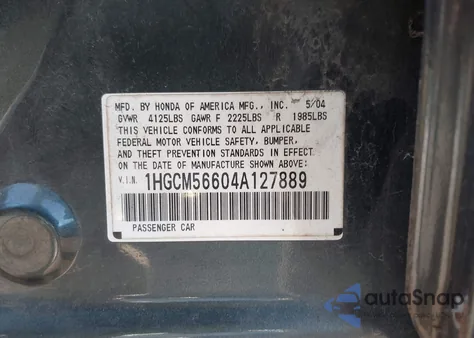 MFD. BY HONDA OF AMERICA MFG., INC. 5/04
GVWR 4125LBS GAWR F 2225LBS R 1985LBS
THIS VEHICLE CONFORMS TO ALL APPLICABLE
FEDERAL MOTOR VEHICLE SAFETY, BUMPER,
AND THEFT PREVENTION STANDARDS IN EFFECT
ON THE DATE OF MANUFACTURE SHOWN ABOVE:
V.I.N. 1HGCM56604A127889
PASSENGER CAR
autoSnap